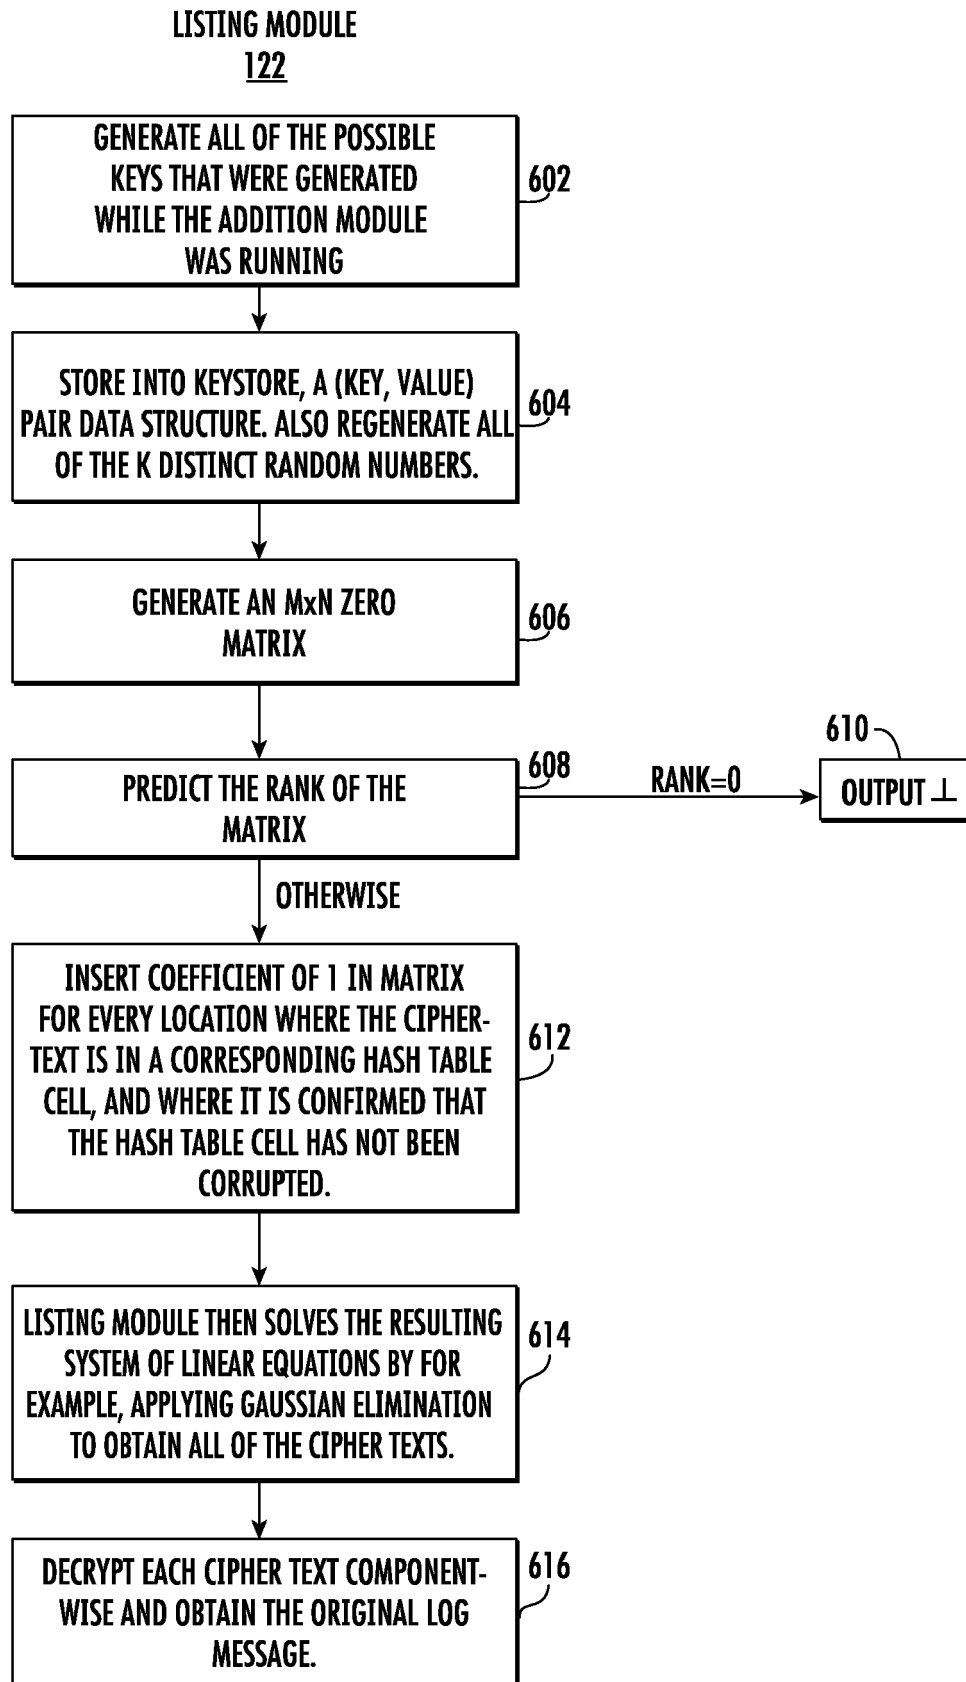 LISTING MODULE
122
GENERATE ALL OF THE POSSIBLE
KEYS THAT WERE GENERATED
WHILE THE ADDITION MODULE
WAS RUNNING
602
STORE INTO KEYSTORE, A (KEY, VALUE)
PAIR DATA STRUCTURE. ALSO REGENERATE ALL
OF THE K DISTINCT RANDOM NUMBERS.
604
GENERATE AN MxN ZERO
MATRIX
606
PREDICT THE RANK OF THE
MATRIX
608
RANK=0
610
OUTPUT ⊥
OTHERWISE
INSERT COEFFICIENT OF 1 IN MATRIX
FOR EVERY LOCATION WHERE THE CIPHER-
TEXT IS IN A CORRESPONDING HASH TABLE
CELL, AND WHERE IT IS CONFIRMED THAT
THE HASH TABLE CELL HAS NOT BEEN
CORRUPTED.
612
LISTING MODULE THEN SOLVES THE RESULTING
SYSTEM OF LINEAR EQUATIONS BY FOR
EXAMPLE, APPLYING GAUSSIAN ELIMINATION
TO OBTAIN ALL OF THE CIPHER TEXTS.
614
DECRYPT EACH CIPHER TEXT COMPONENT-
WISE AND OBTAIN THE ORIGINAL LOG
MESSAGE.
616